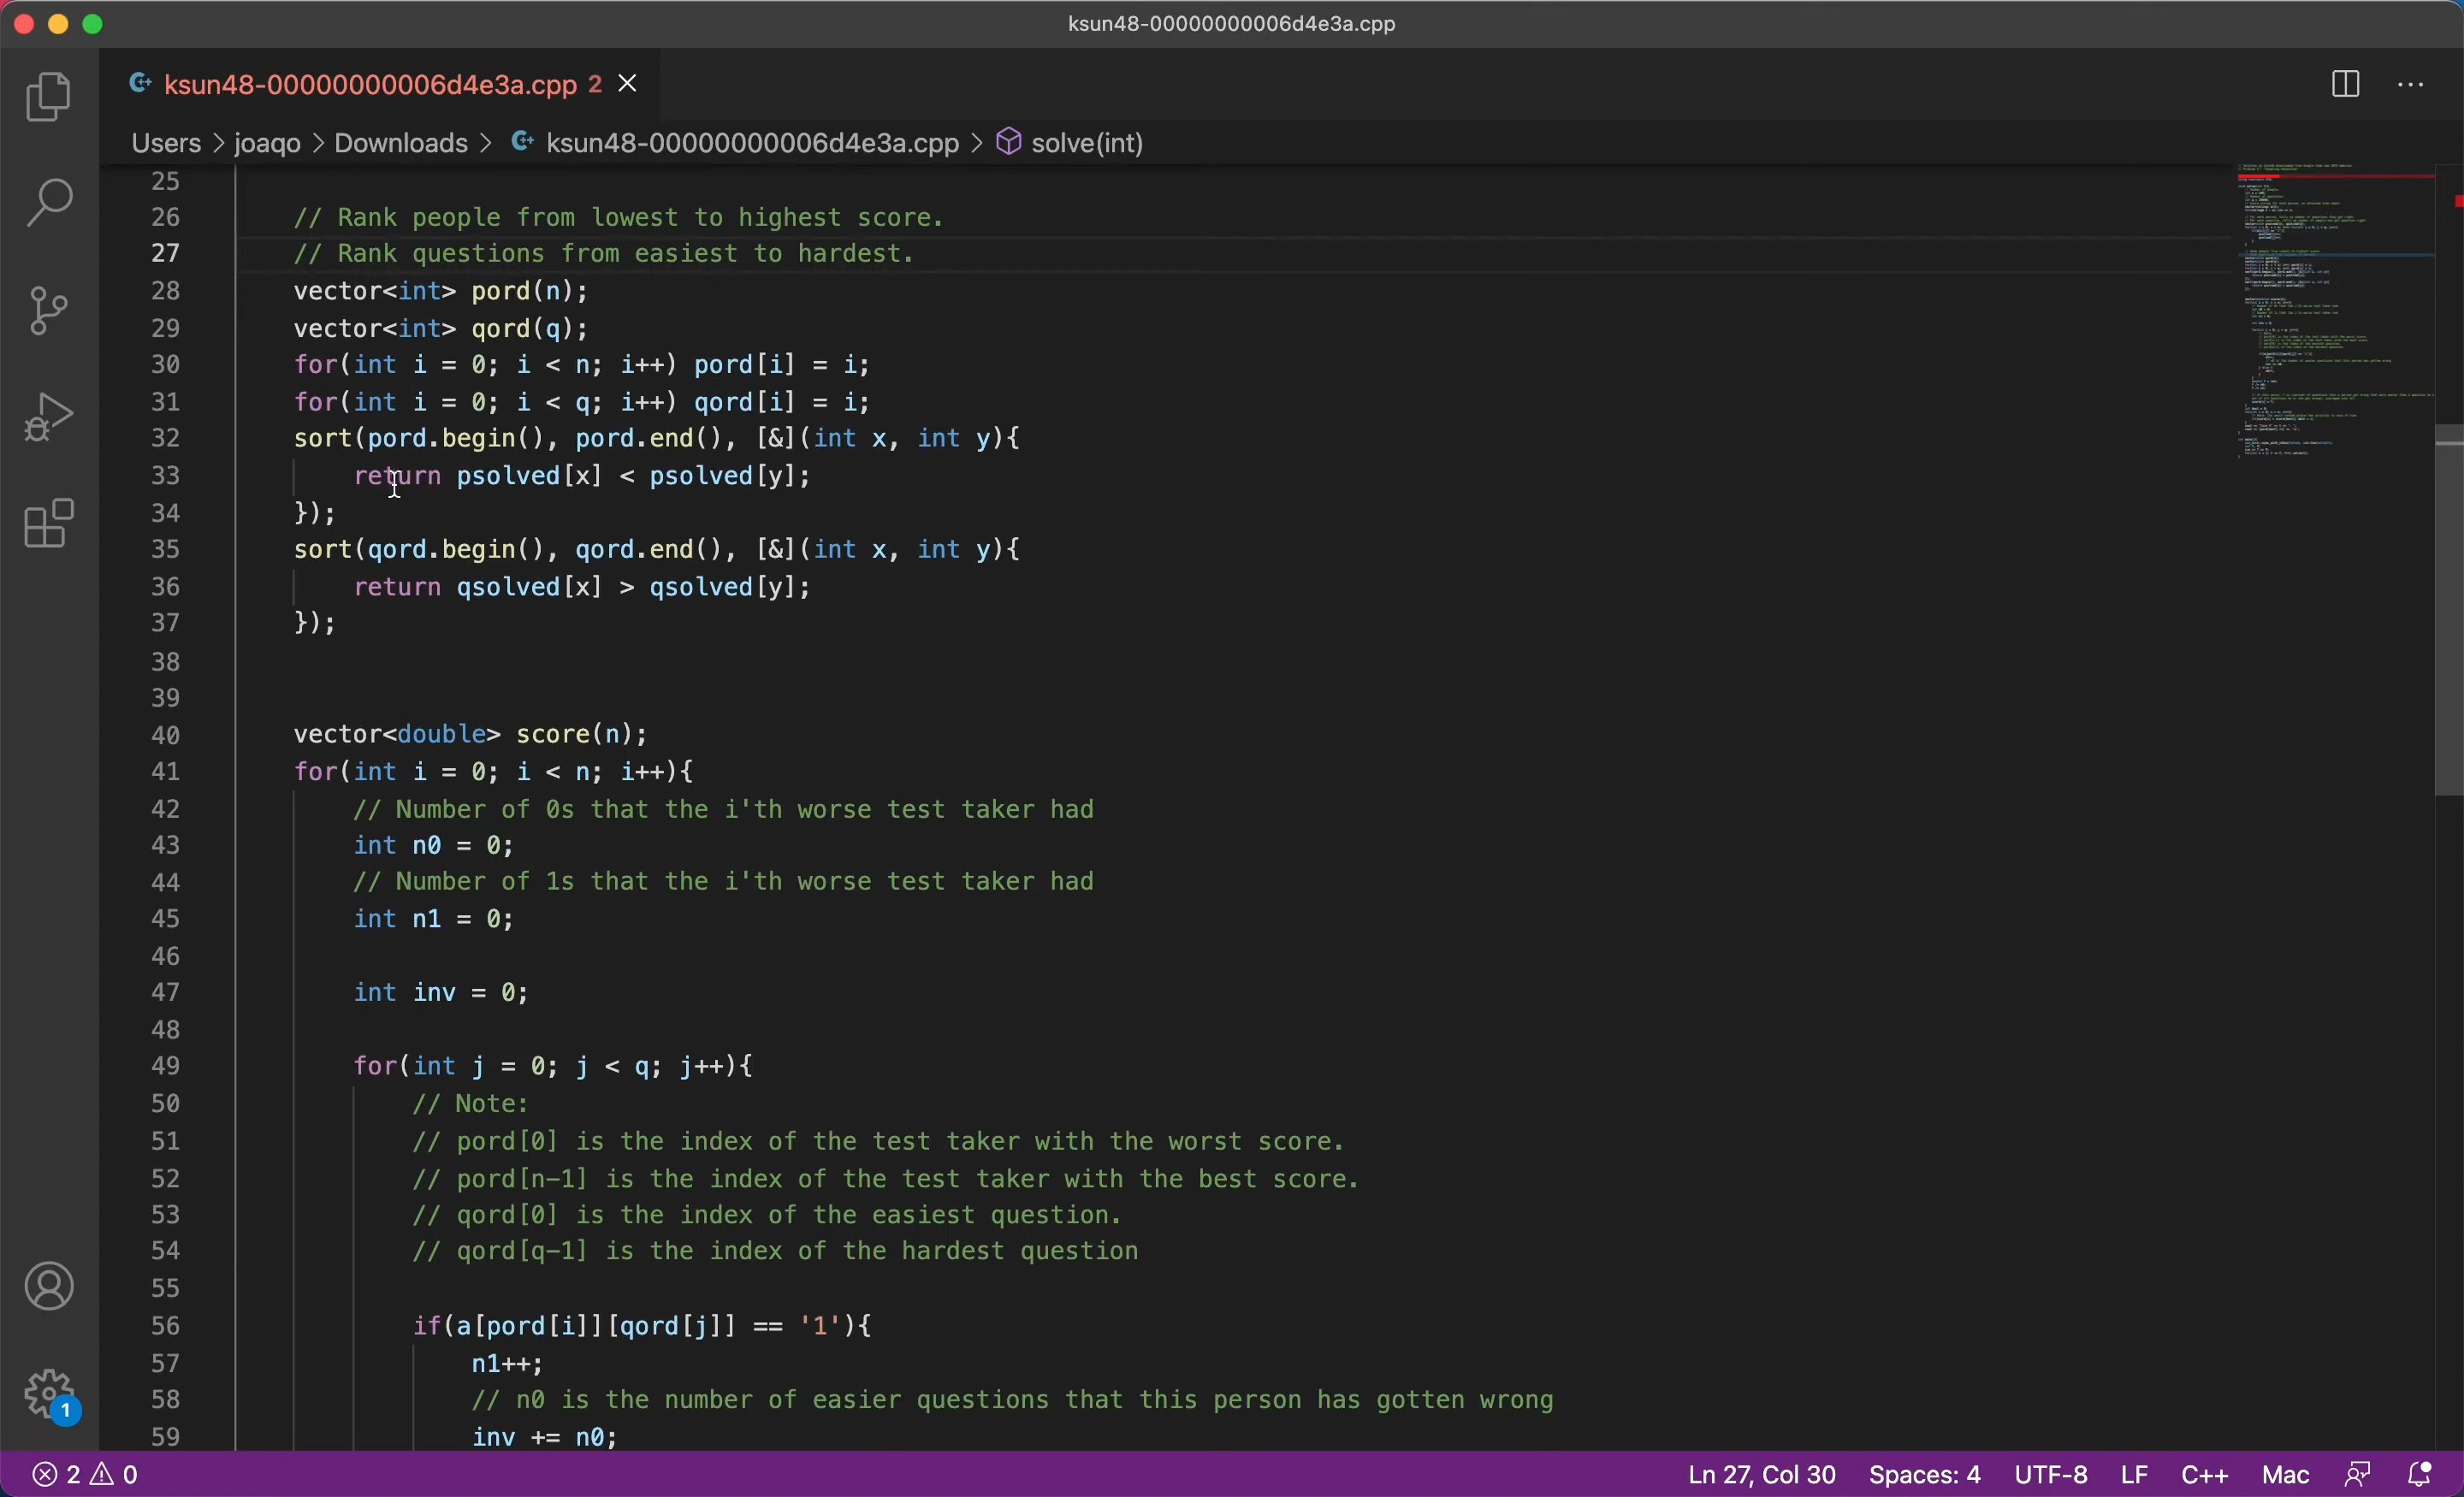 ksun48-00000000006d4e3a.cpp
ksun48-00000000006d4e3a.cpp 2
Users > joaqo > Downloads > ksun48-00000000006d4e3a.cpp > solve(int)
25
26 // Rank people from lowest to highest score.
27 // Rank questions from easiest to hardest.
28 vector<int> pord(n);
29 vector<int> qord(q);
30 for(int i = 0; i < n; i++) pord[i] = i;
31 for(int i = 0; i < q; i++) qord[i] = i;
32 sort(pord.begin(), pord.end(), [&](int x, int y){
33 return psolved[x] < psolved[y];
34 });
35 sort(qord.begin(), qord.end(), [&](int x, int y){
36 return qsolved[x] > qsolved[y];
37 });
38
39
40 vector<double> score(n);
41 for(int i = 0; i < n; i++){
42 // Number of 0s that the i'th worse test taker had
43 int n0 = 0;
44 // Number of 1s that the i'th worse test taker had
45 int n1 = 0;
46
47 int inv = 0;
48
49 for(int j = 0; j < q; j++){
50 // Note:
51 // pord[0] is the index of the test taker with the worst score.
52 // pord[n-1] is the index of the test taker with the best score.
53 // qord[0] is the index of the easiest question.
54 // qord[q-1] is the index of the hardest question
55
56 if(a[pord[i]][qord[j]] == '1'){
57 n1++;
58 // n0 is the number of easier questions that this person has gotten wrong
59 inv += n0;
1
2 0 Ln 27, Col 30 Spaces: 4 UTF-8 LF C++ Mac